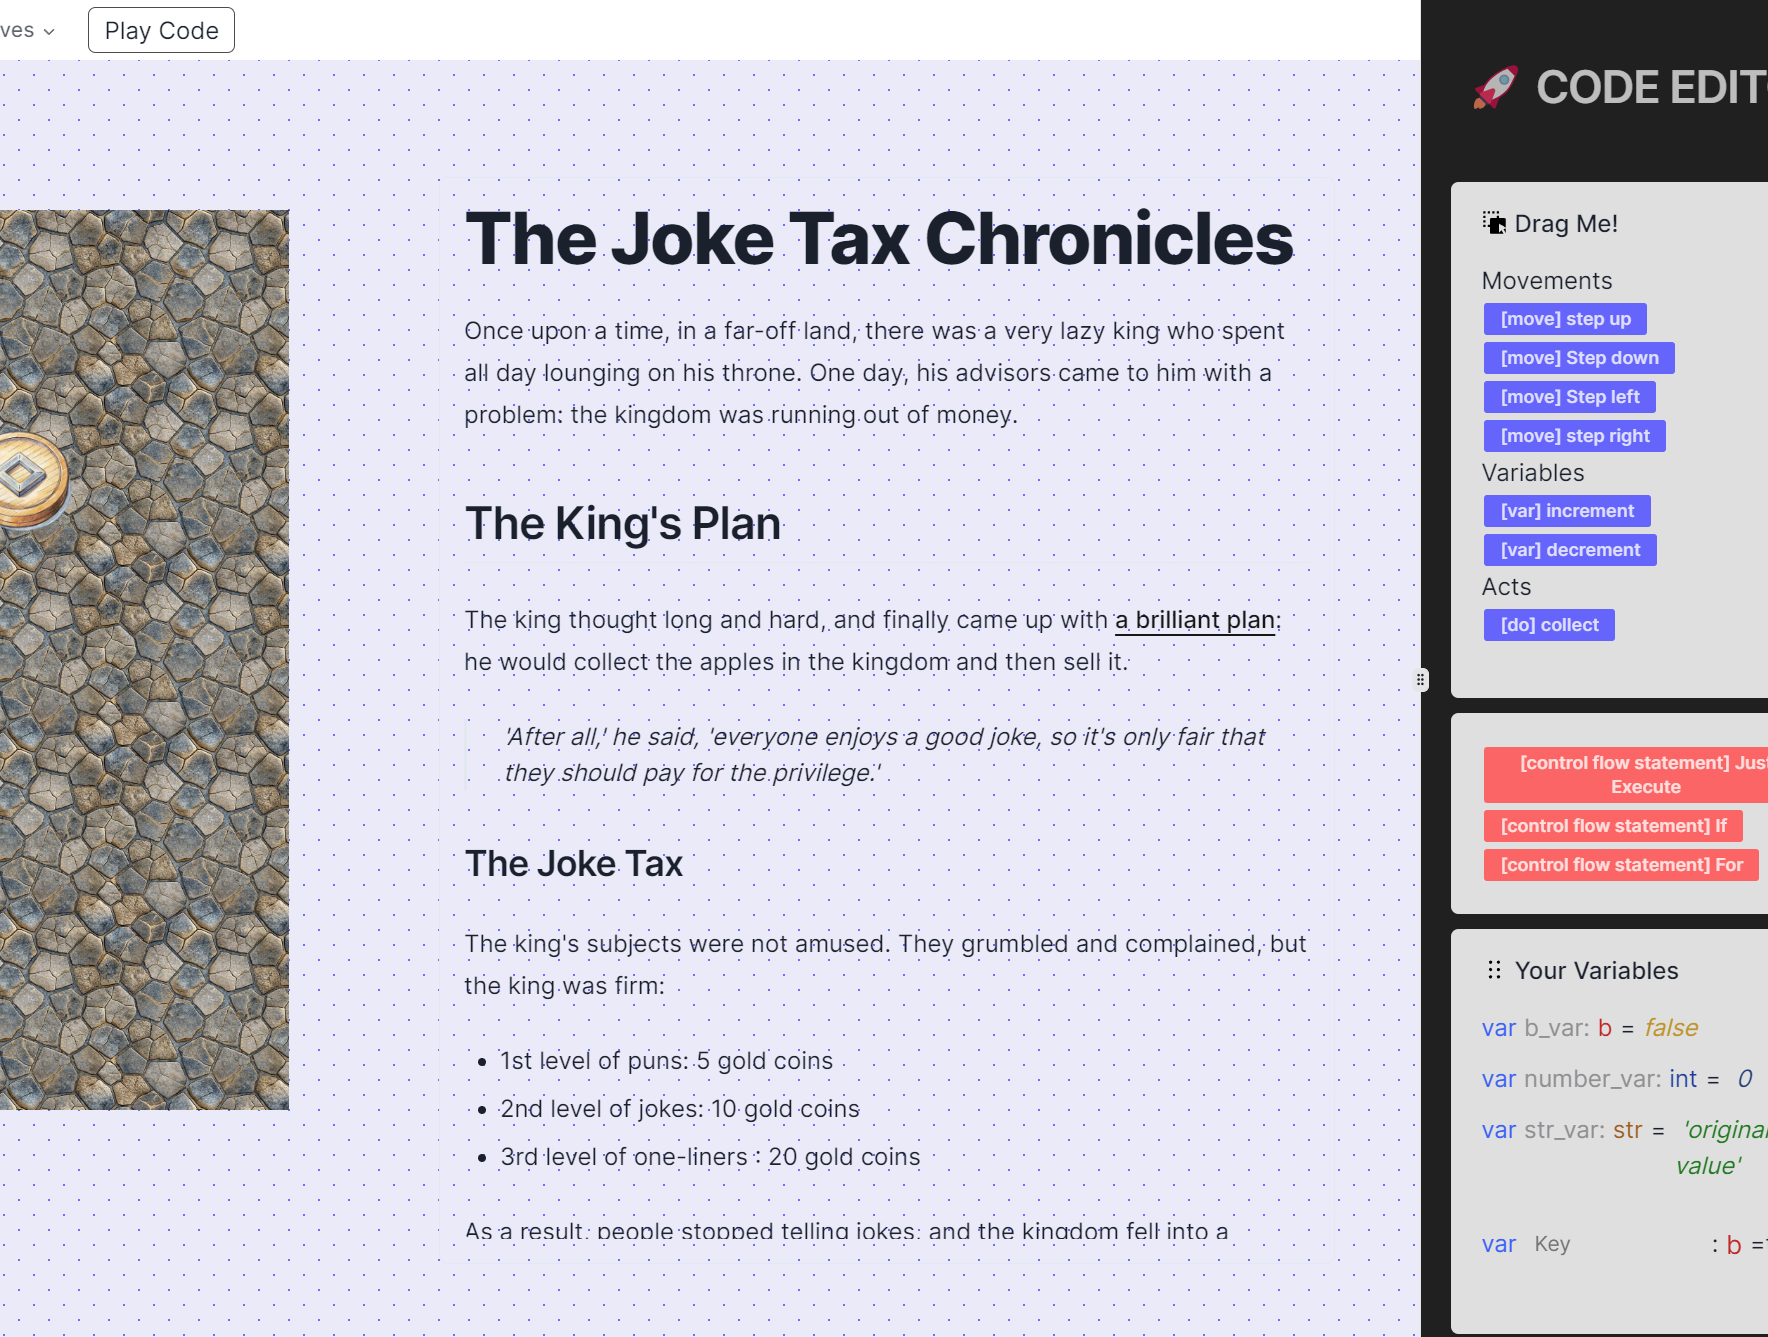 ves
Play Code
The Joke Tax Chronicles
Once upon a time, in a far-off land, there was a very lazy king who spent
all day lounging on his throne. One day, his advisors came to him with a
problem: the kingdom was running out of money.
The King's Plan
The king thought long and hard, and finally came up with a brilliant plan:
he would collect the apples in the kingdom and then sell it.
'After all,' he said, 'everyone enjoys a good joke, so it's only fair that
they should pay for the privilege.'
The Joke Tax
The king's subjects were not amused. They grumbled and complained, but
the king was firm:
• 1st level of puns: 5 gold coins
• 2nd level of jokes: 10 gold coins
• 3rd level of one-liners : 20 gold coins
As a result, people stopped telling jokes, and the kingdom fell into a
🚀 CODE EDIT
Drag Me!
Movements
[move] step up
[move] Step down
[move] Step left
[move] step right
Variables
[var] increment
[var] decrement
Acts
[do] collect
[control flow statement] Jus
Execute
[control flow statement] If
[control flow statement] For
Your Variables
var b_var: b = false
var number_var: int = 0
var str_var: str = 'original
value'
var Key : b =